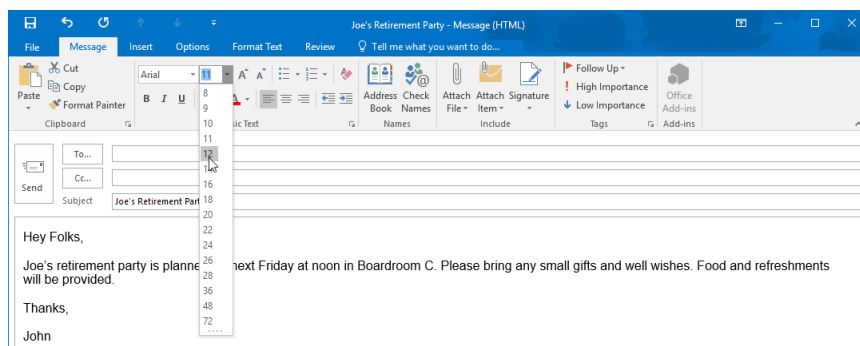 Joe's Retirement Party - Message (HTML)
File Message Insert Options Format Text Review Tell me what you want to do...
Cut
Copy
Format Painter
Paste
Clipboard
Arial 11
B I U A
Text
Address Book
Check Names
Names
Attach File
Attach Item
Signature
Include
Follow Up
High Importance
Low Importance
Tags
Office Add-ins
Add-ins
8
9
10
11
12
16
18
20
22
24
26
28
36
48
72
Send
To...
Cc...
Subject Joe's Retirement Part
Hey Folks,
Joe's retirement party is planne next Friday at noon in Boardroom C. Please bring any small gifts and well wishes. Food and refreshments
will be provided.
Thanks,
John